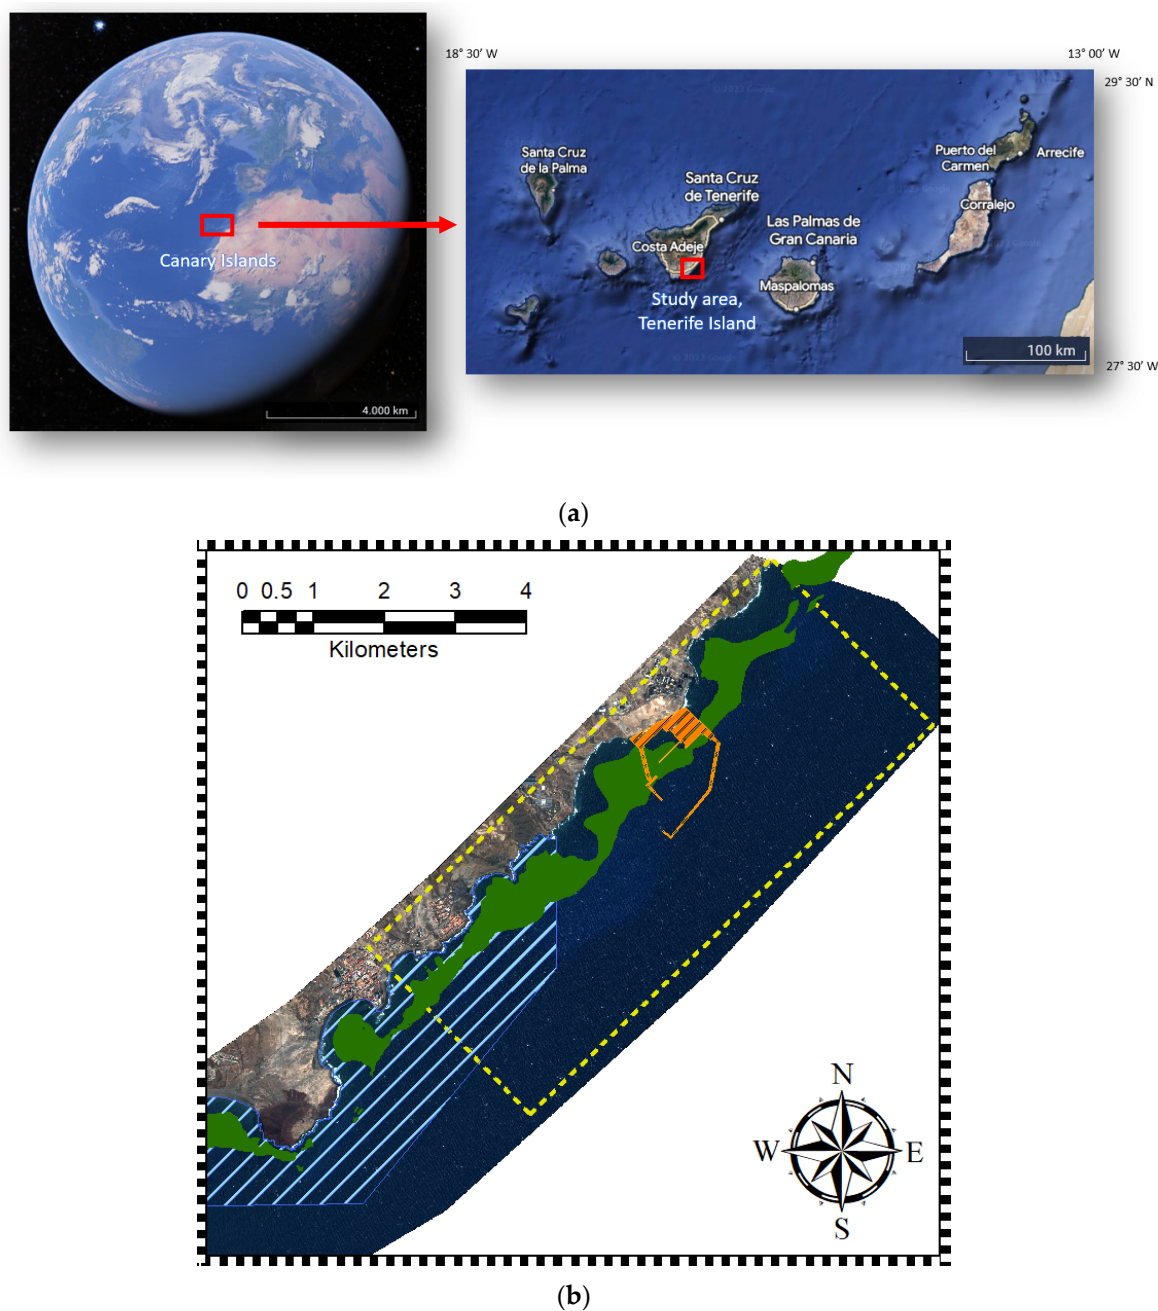 18° 30′ W
13° 00′ W
29° 30′ N
Santa Cruz
de la Palma
Santa Cruz
de Tenerife
Puerto del
Carmen
Arrecife
Corralejo
Las Palmas de
Gran Canaria
Costa Adeje
Canary Islands
Maspalomas
Study area,
Tenerife Island
100 km
27° 30′ W
4.000 km
(a)
0 0.5 1 2 3 4
Kilometers
N
W E
S
(b)